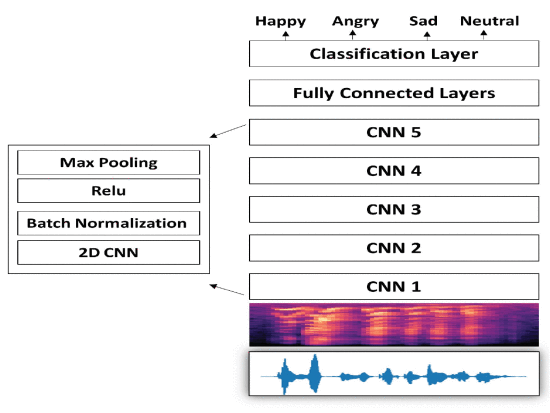 Happy Angry Sad Neutral
Classification Layer
Fully Connected Layers
CNN 5
CNN 4
CNN 3
CNN 2
CNN 1
Max Pooling
Relu
Batch Normalization
2D CNN